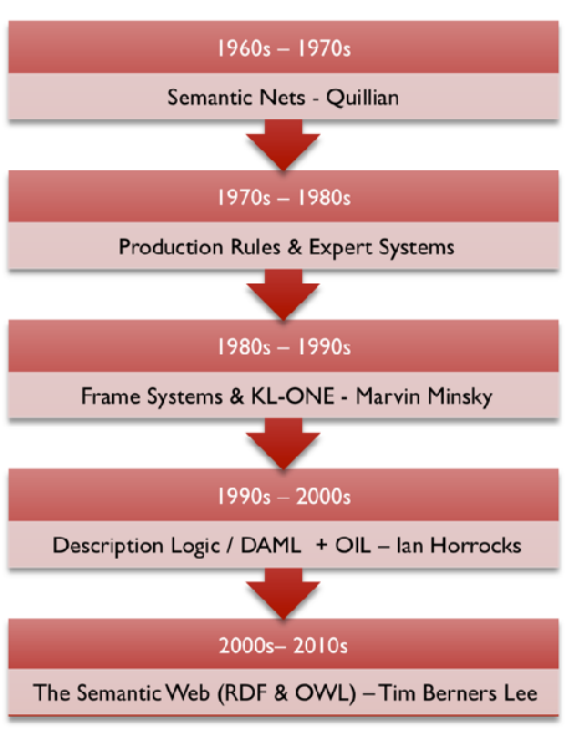 1960s – 1970s
Semantic Nets - Quillian
1970s – 1980s
Production Rules & Expert Systems
1980s – 1990s
Frame Systems & KL-ONE - Marvin Minsky
1990s – 2000s
Description Logic / DAML + OIL – Ian Horrocks
2000s– 2010s
The Semantic Web (RDF & OWL) – Tim Berners Lee